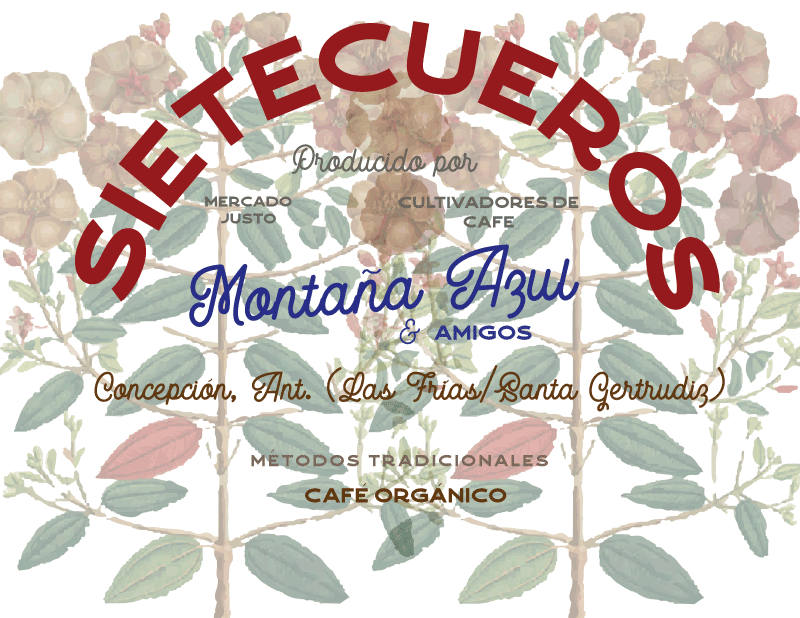 SIETECUEROS
Producido por
MERCADO
JUSTO
CULTIVADORES DE
CAFE
Montaña Azul
& AMIGOS
Concepción, Ant. (Las Frías/Santa Gertrudiz)
MÉTODOS TRADICIONALES
CAFÉ ORGÁNICO